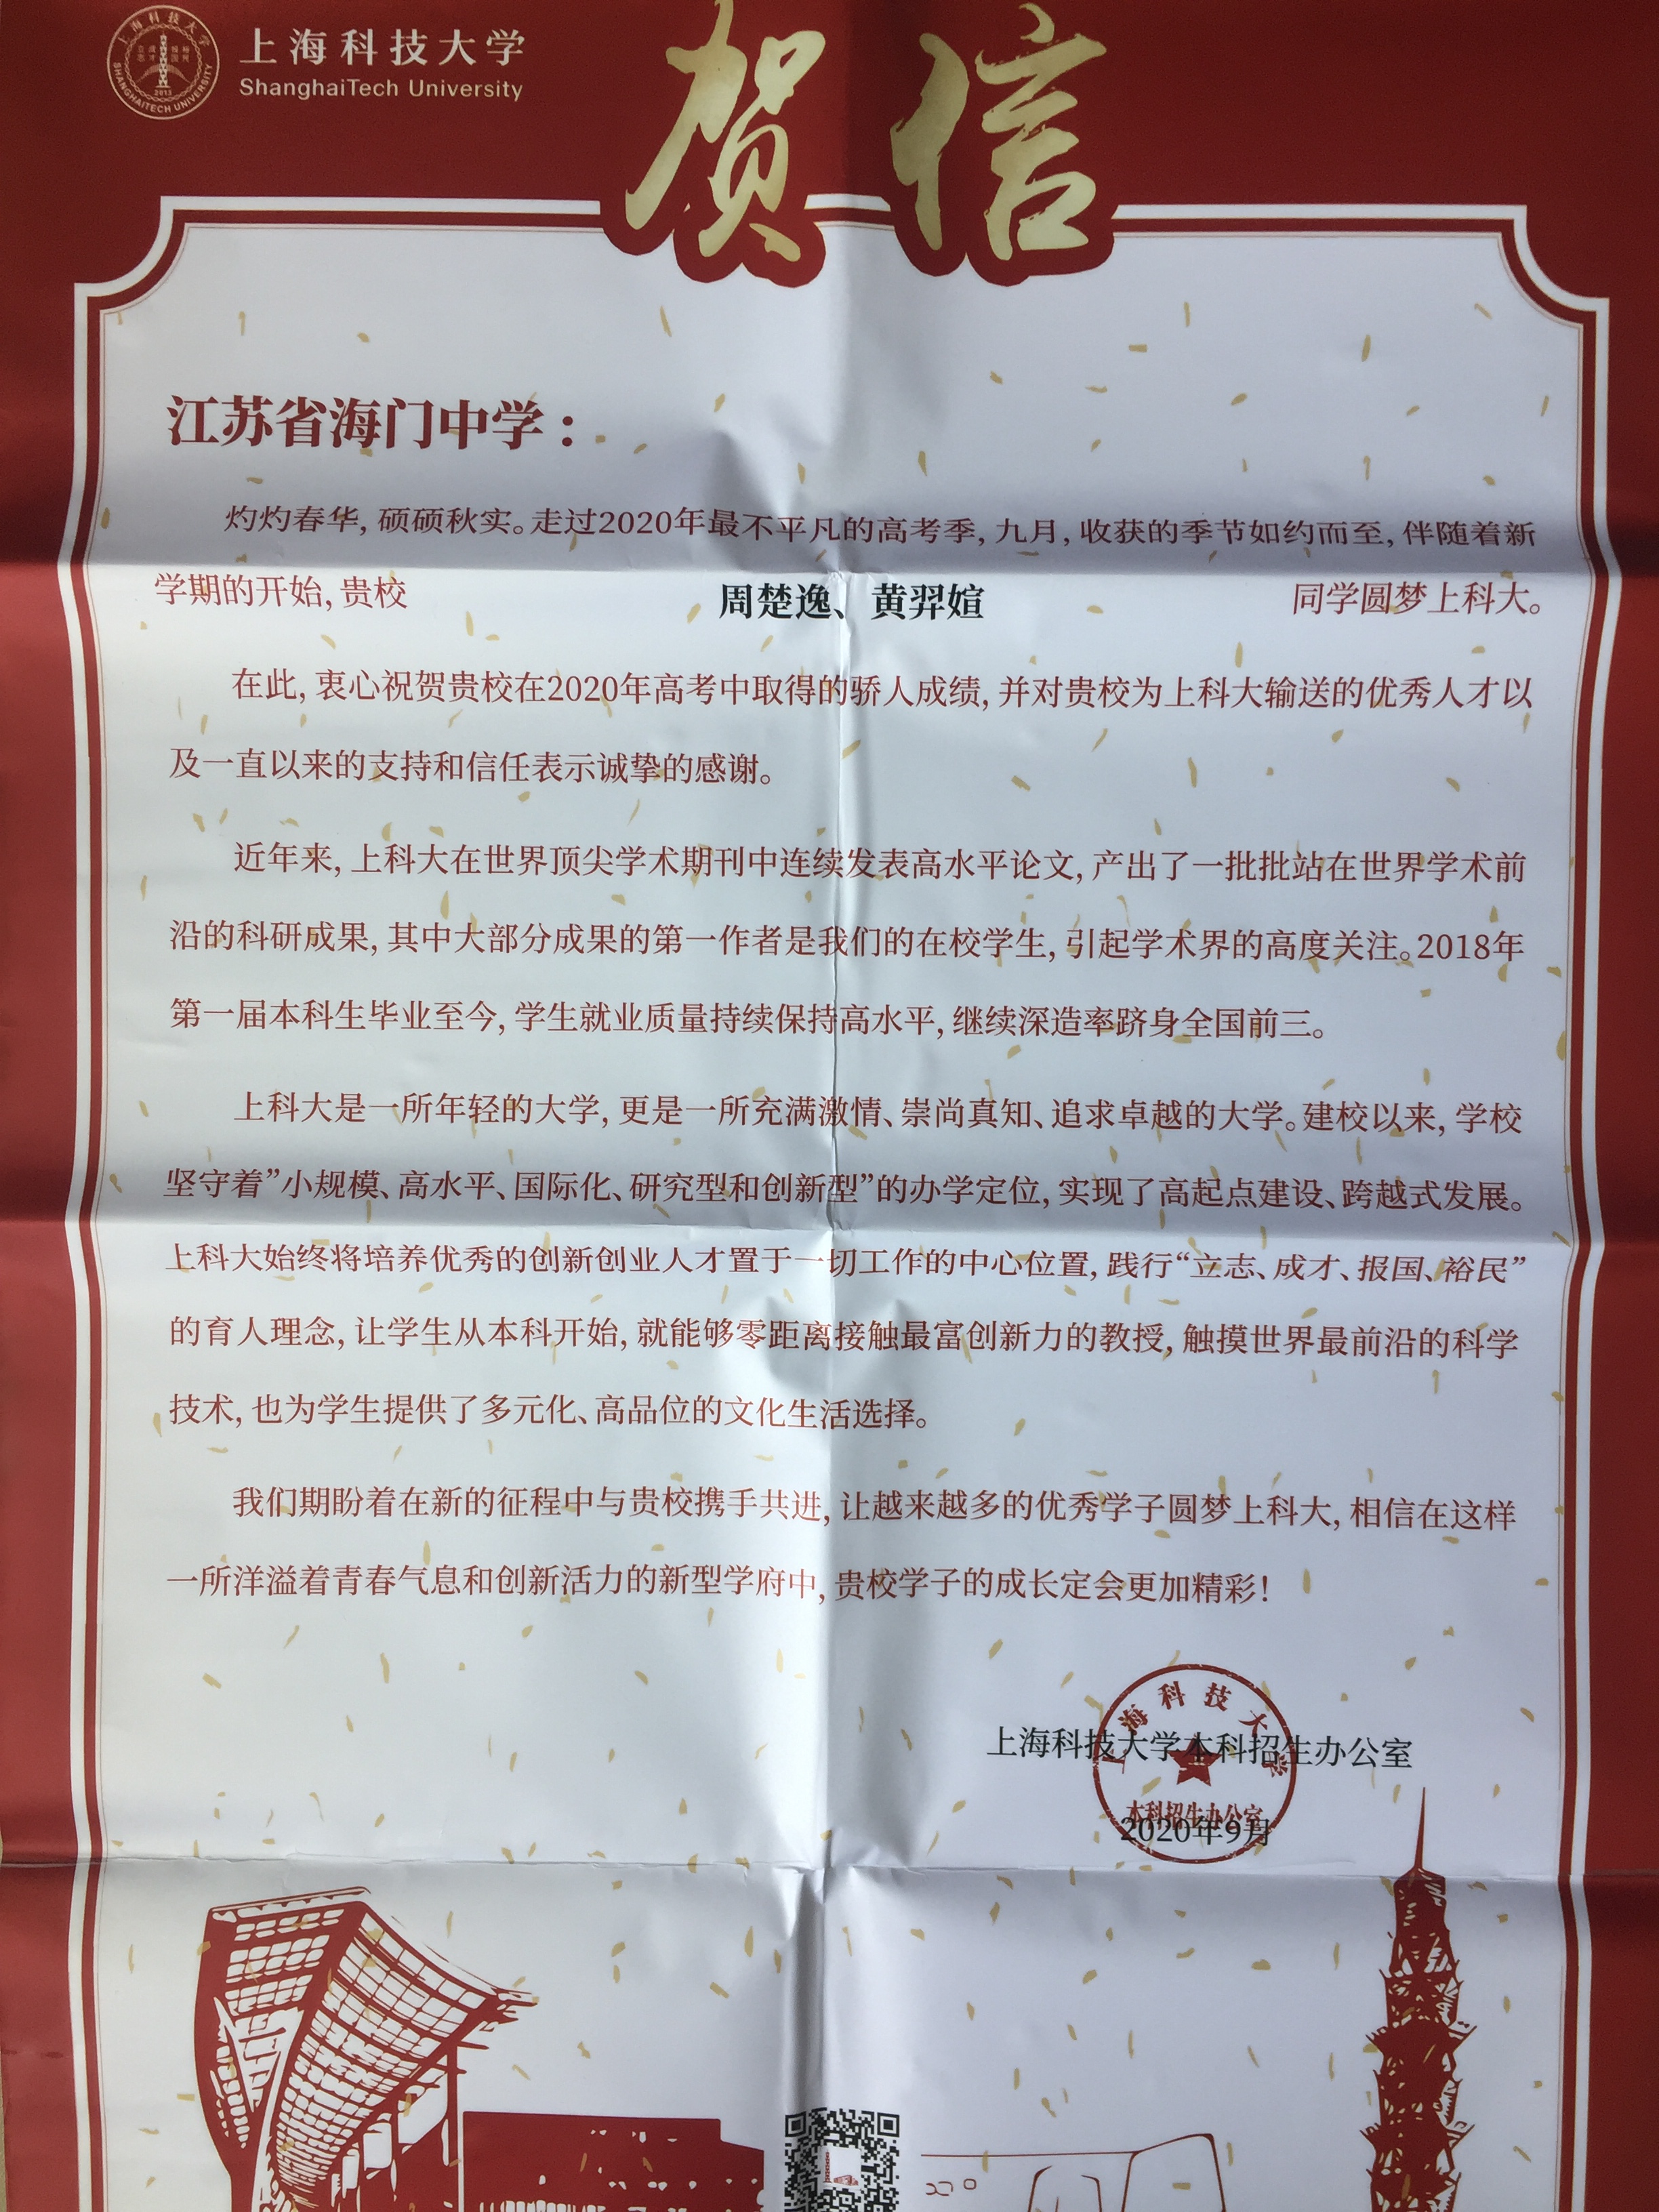 上海科技大学
ShanghaiTech University
贺信
江苏省海门中学：
灼灼春华，硕硕秋实。走过2020年最不平凡的高考季，九月，收获的季节如约而至，伴随着新
学期的开始，贵校 周楚逸、黄羿媗 同学圆梦上科大。
在此，衷心祝贺贵校在2020年高考中取得的骄人成绩，并对贵校为上科大输送的优秀人才以
及一直以来的支持和信任表示诚挚的感谢。
近年来，上科大在世界顶尖学术期刊中连续发表高水平论文，产出了一批批站在世界学术前
沿的科研成果，其中大部分成果的第一作者是我们的在校学生，引起学术界的高度关注。2018年
第一届本科生毕业至今，学生就业质量持续保持高水平，继续深造率跻身全国前三。
上科大是一所年轻的大学，更是一所充满激情、崇尚真知、追求卓越的大学。建校以来，学校
坚守着”小规模、高水平、国际化、研究型和创新型”的办学定位，实现了高起点建设、跨越式发展。
上科大始终将培养优秀的创新创业人才置于一切工作的中心位置，践行“立志、成才、报国、裕民”
的育人理念，让学生从本科开始，就能够零距离接触最富创新力的教授，触摸世界最前沿的科学
技术，也为学生提供了多元化、高品位的文化生活选择。
我们期盼着在新的征程中与贵校携手共进，让越来越多的优秀学子圆梦上科大，相信在这样
一所洋溢着青春气息和创新活力的新型学府中，贵校学子的成长定会更加精彩！
上海科技大学本科招生办公室
2020年9月
上海科技大学
本科招生办公室